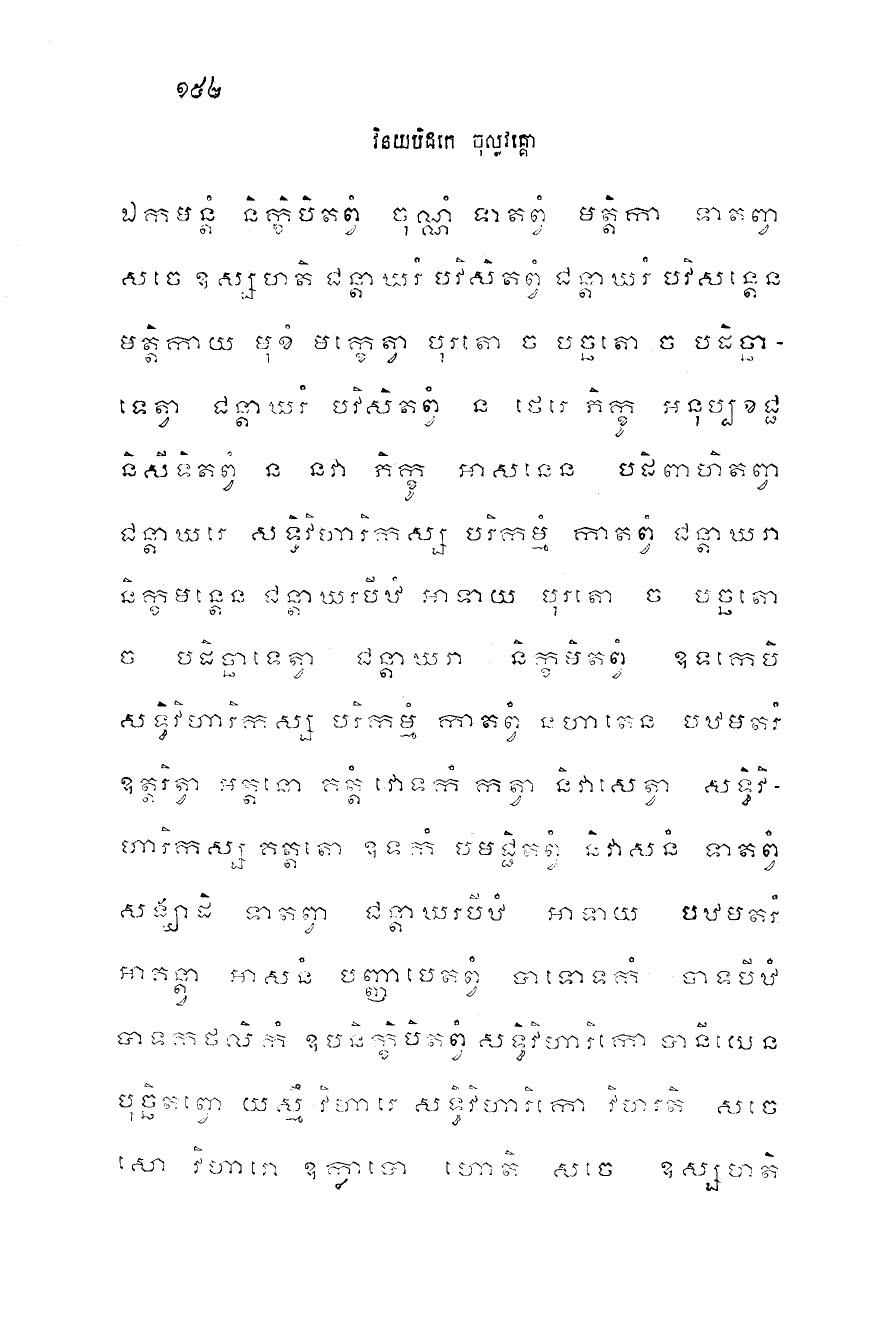 ១៥៤
វិនយបិដកេ ចុល្លវគ្គោ
ឯកមន្តំ និក្ខិបិតព្វំ ចុណ្ណំ ទាតព្វំ មត្តិកា ទាតញ្វា
សចេ ឧស្សហតិ ជន្តាឃរំ បវិសិតព្វំ ជន្តាឃរំ បវិសន្តេន
មត្តិកាយ មុខំ មក្ខេត្វា បុរតោ ច បច្ឆតោ ច បដិច្ឆា-
ទេត្វា ជន្តាឃរំ បវិសិតព្វំ ន ថេរេ ភិក្ខូ អនុប្បខជ្ជ
និសីទិតព្វំ ន នវា ភិក្ខូ អាសនេន បដិពាហិតព្វា
ជន្តាឃរេ សទ្ធិវិហារិកស្ស បរិកម្មំ កាតព្វំ ជន្តាឃរា
និក្ខមន្តេន ជន្តាឃរបីឋំ អាទាយ បុរតោ ច បច្ឆតោ
ច បដិច្ឆាទេត្វា ជន្តាឃរា និក្ខមិតព្វំ ឧទកេបិ
សទ្ធិវិហារិកស្ស បរិកម្មំ កាតព្វំ នហាតេន បឋមតរំ
ឧត្តរិត្វា អត្តនោ គត្តំ វោទកំ កត្វា និវាសេត្វា សទ្ធិវិ-
ហារិកស្ស គត្តតោ ឧទកំ បមជ្ជិតព្វំ និវាសនំ ទាតព្វំ
សង្ឃាដិ ទាតព្វា ជន្តាឃរបីឋំ អាទាយ បឋមតរំ
អាគន្ត្វា អាសនំ បញ្ញាបេតព្វំ បាទោទកំ បាទបីឋំ
បាទកថលិកំ ឧបនិក្ខិបិតព្វំ សទ្ធិវិហារិកោ បានីយេន
បុច្ឆិតព្វោ យស្មឹ វិហារេ សទ្ធិវិហារិកោ វិហរតិ សចេ
សោ វិហារោ ឧក្លាបោ ហោតិ សចេ ឧស្សហតិ